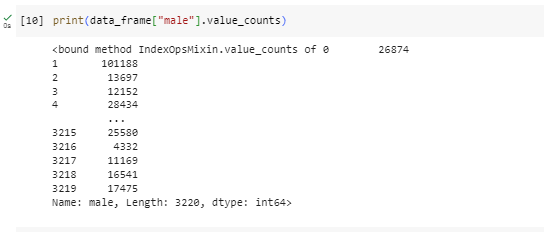 [10] print(data_frame["male"].value_counts)
0s
<bound method IndexOpsMixin.value_counts of 0 26874
1 101188
2 13697
3 12152
4 28434
...
3215 25580
3216 4332
3217 11169
3218 16541
3219 17475
Name: male, Length: 3220, dtype: int64>